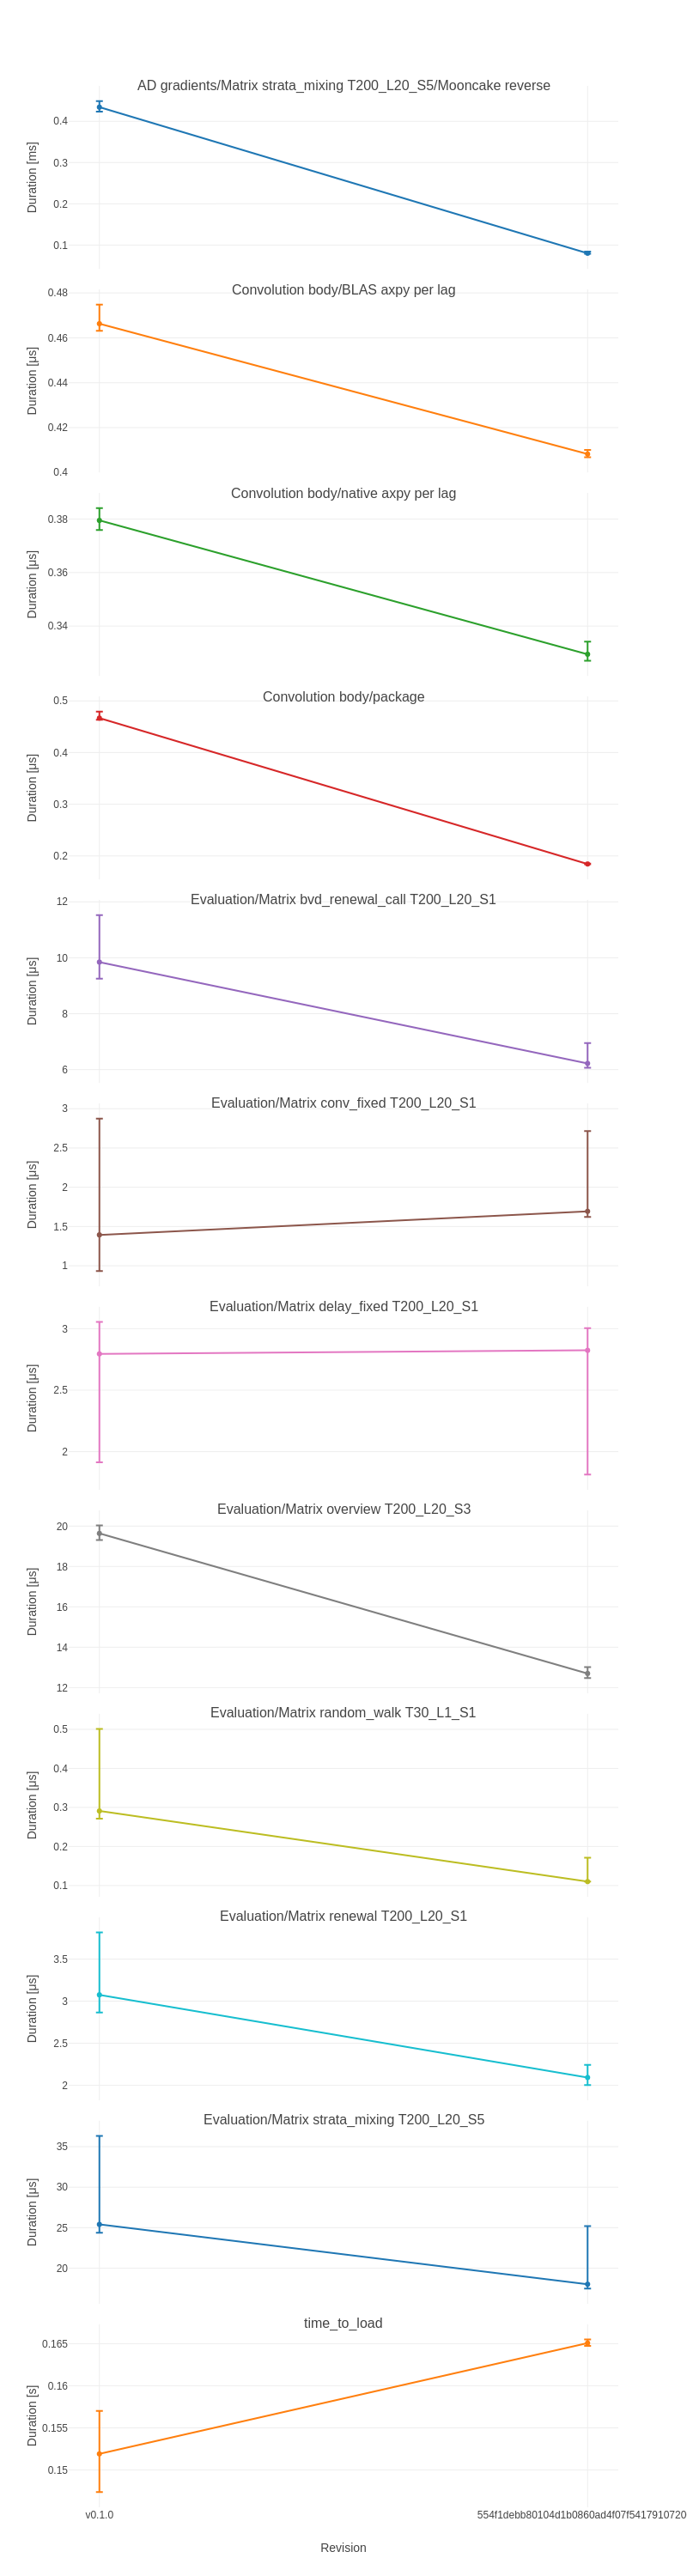 AD gradients/Matrix strata_mixing T200_L20_S5/Mooncake reverse
Duration [ms]
0.4
0.3
0.2
0.1
Convolution body/BLAS axpy per lag
Duration [μs]
0.48
0.46
0.44
0.42
0.4
Convolution body/native axpy per lag
Duration [μs]
0.38
0.36
0.34
Convolution body/package
Duration [μs]
0.5
0.4
0.3
0.2
Evaluation/Matrix bvd_renewal_call T200_L20_S1
Duration [μs]
12
10
8
6
Evaluation/Matrix conv_fixed T200_L20_S1
Duration [μs]
3
2.5
2
1.5
1
Evaluation/Matrix delay_fixed T200_L20_S1
Duration [μs]
3
2.5
2
Evaluation/Matrix overview T200_L20_S3
Duration [μs]
20
18
16
14
12
Evaluation/Matrix random_walk T30_L1_S1
Duration [μs]
0.5
0.4
0.3
0.2
0.1
Evaluation/Matrix renewal T200_L20_S1
Duration [μs]
3.5
3
2.5
2
Evaluation/Matrix strata_mixing T200_L20_S5
Duration [μs]
35
30
25
20
time_to_load
Duration [s]
0.165
0.16
0.155
0.15
v0.1.0
554f1debb80104d1b0860ad4f07f5417910720
Revision